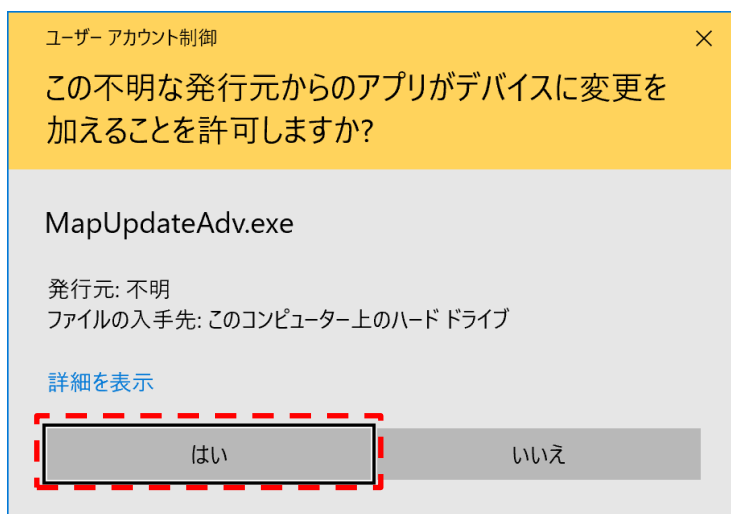 ユーザー アカウント制御
この不明な発行元からのアプリがデバイスに変更を
加えることを許可しますか?
MapUpdateAdv.exe
発行元: 不明
ファイルの入手先: このコンピューター上のハード ドライブ
詳細を表示
はい
いいえ